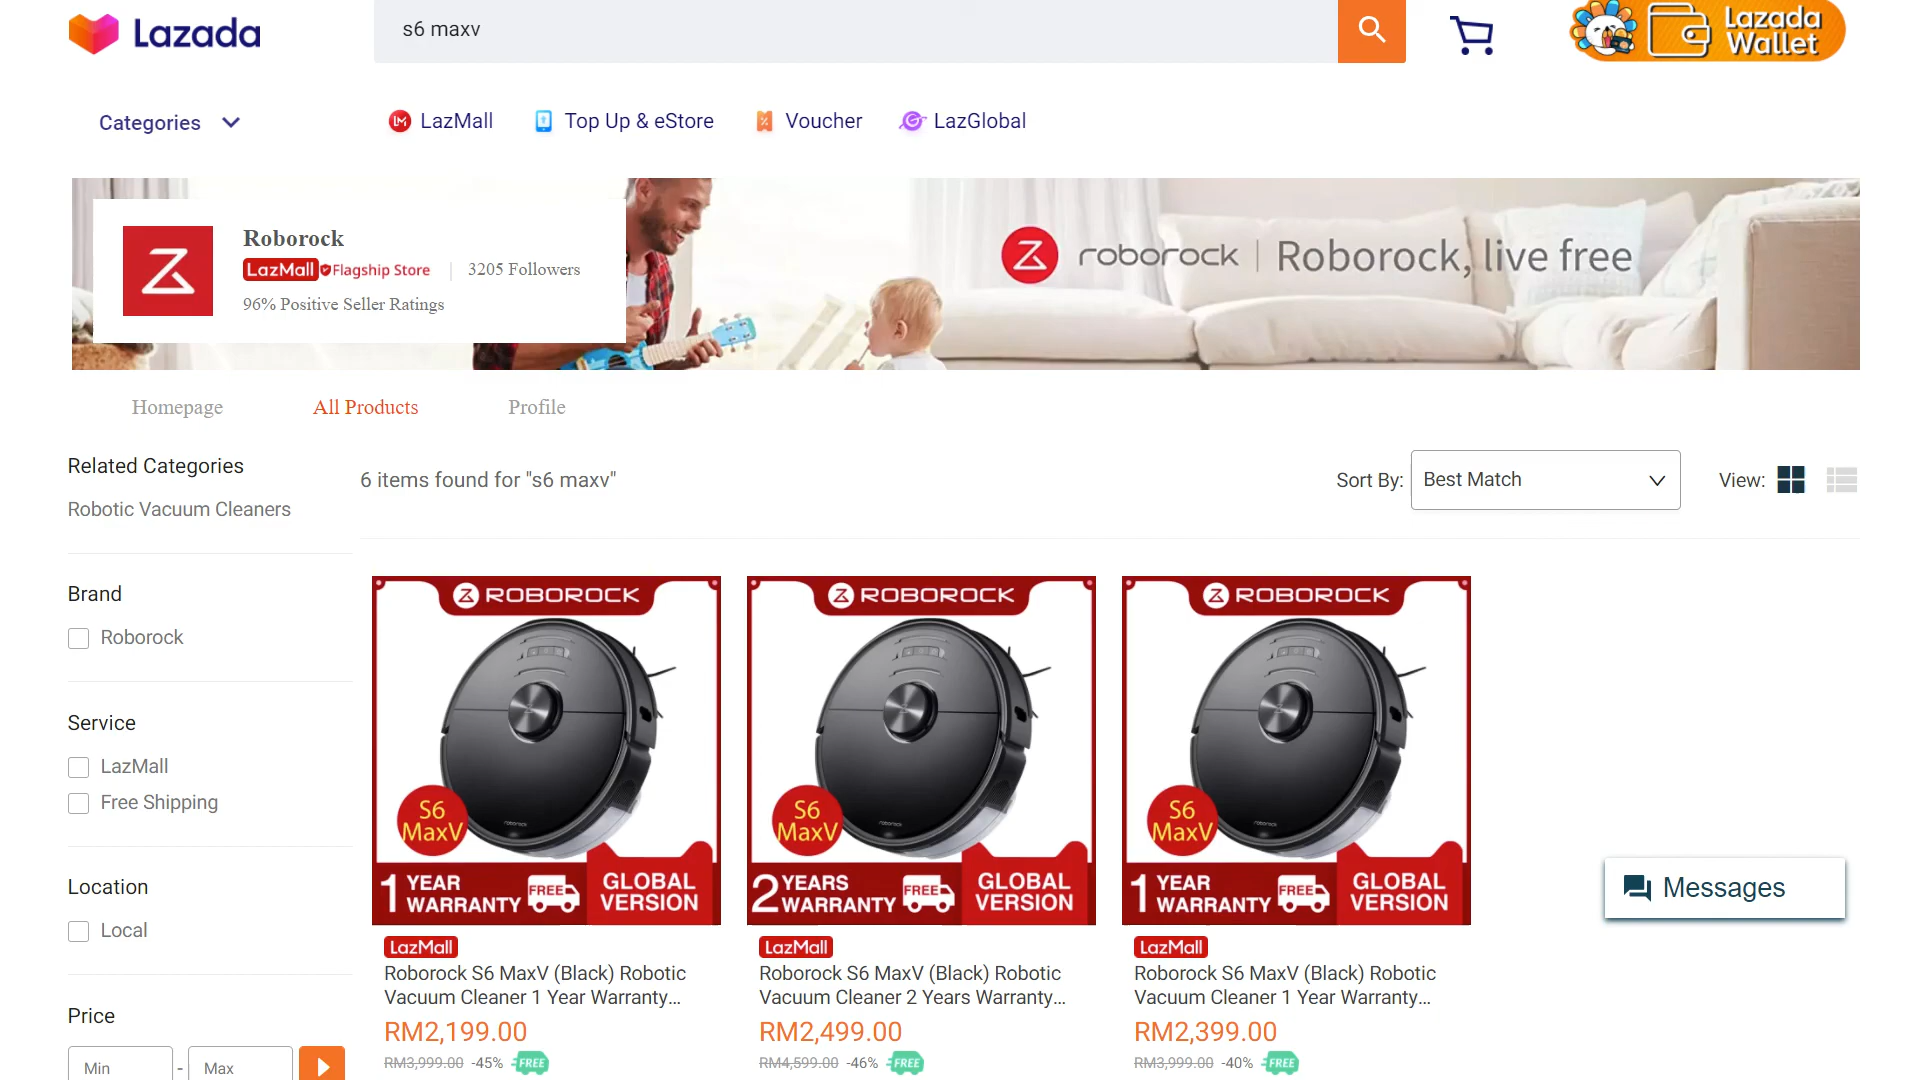 Lazada
s6 maxv
Lazada
Wallet
Categories
LazMall
Top Up & eStore
Voucher
LazGlobal
Roborock
LazMall Flagship Store
3205 Followers
96% Positive Seller Ratings
roborock | Roborock, live free
Homepage
All Products
Profile
Related Categories
Robotic Vacuum Cleaners
6 items found for "s6 maxv"
Sort By:
Best Match
View:
Brand
Roborock
Service
LazMall
Free Shipping
Location
Local
Price
Min
-
Max
ROBOROCK
S6
MaxV
1 YEAR
WARRANTY
FREE
GLOBAL
VERSION
LazMall
Roborock S6 MaxV (Black) Robotic
Vacuum Cleaner 1 Year Warranty...
RM2,199.00
RM3,999.00 -45% FREE
ROBOROCK
S6
MaxV
2 YEARS
WARRANTY
FREE
GLOBAL
VERSION
LazMall
Roborock S6 MaxV (Black) Robotic
Vacuum Cleaner 2 Years Warranty...
RM2,499.00
RM4,599.00 -46% FREE
ROBOROCK
S6
MaxV
1 YEAR
WARRANTY
FREE
GLOBAL
VERSION
LazMall
Roborock S6 MaxV (Black) Robotic
Vacuum Cleaner 1 Year Warranty...
RM2,399.00
RM3,999.00 -40% FREE
Messages